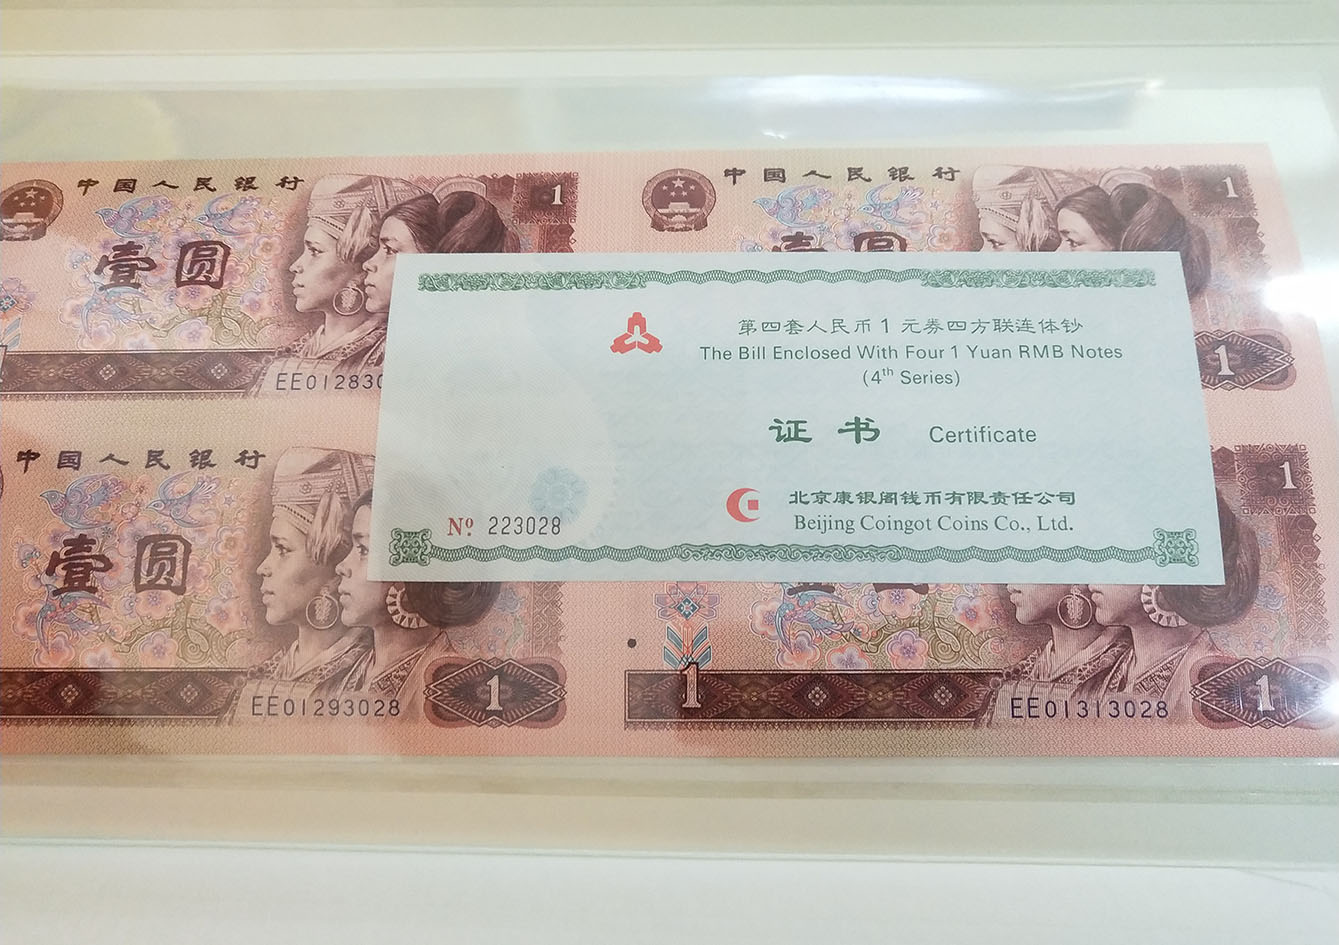 中国人民银行
1
中国人民银行
1
壹圆
壹圆
第四套人民币1元券四方联连体钞
The Bill Enclosed With Four 1 Yuan RMB Notes
(4th Series)
1
EE012830
证书 Certificate
中国人民银行
1
北京康银阁钱币有限责任公司
Nº 223028
Beijing Coingot Coins Co., Ltd.
壹圆
1
EE01293028
1
1
EE01313028
1